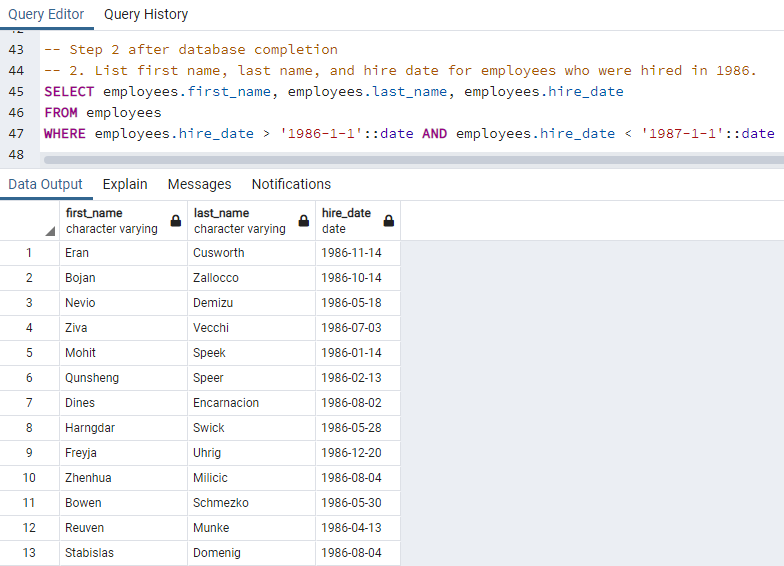 Query Editor Query History
43 -- Step 2 after database completion
44 -- 2. List first name, last name, and hire date for employees who were hired in 1986.
45 SELECT employees.first_name, employees.last_name, employees.hire_date
46 FROM employees
47 WHERE employees.hire_date > '1986-1-1'::date AND employees.hire_date < '1987-1-1'::date
48
Data Output Explain Messages Notifications
first_name last_name hire_date
character varying character varying date
1 Eran Cusworth 1986-11-14
2 Bojan Zallocco 1986-10-14
3 Nevio Demizu 1986-05-18
4 Ziva Vecchi 1986-07-03
5 Mohit Speek 1986-01-14
6 Qunsheng Speer 1986-02-13
7 Dines Encarnacion 1986-08-02
8 Harngdar Swick 1986-05-28
9 Freyja Uhrig 1986-12-20
10 Zhenhua Milicic 1986-08-04
11 Bowen Schmezko 1986-05-30
12 Reuven Munke 1986-04-13
13 Stabislas Domenig 1986-08-04